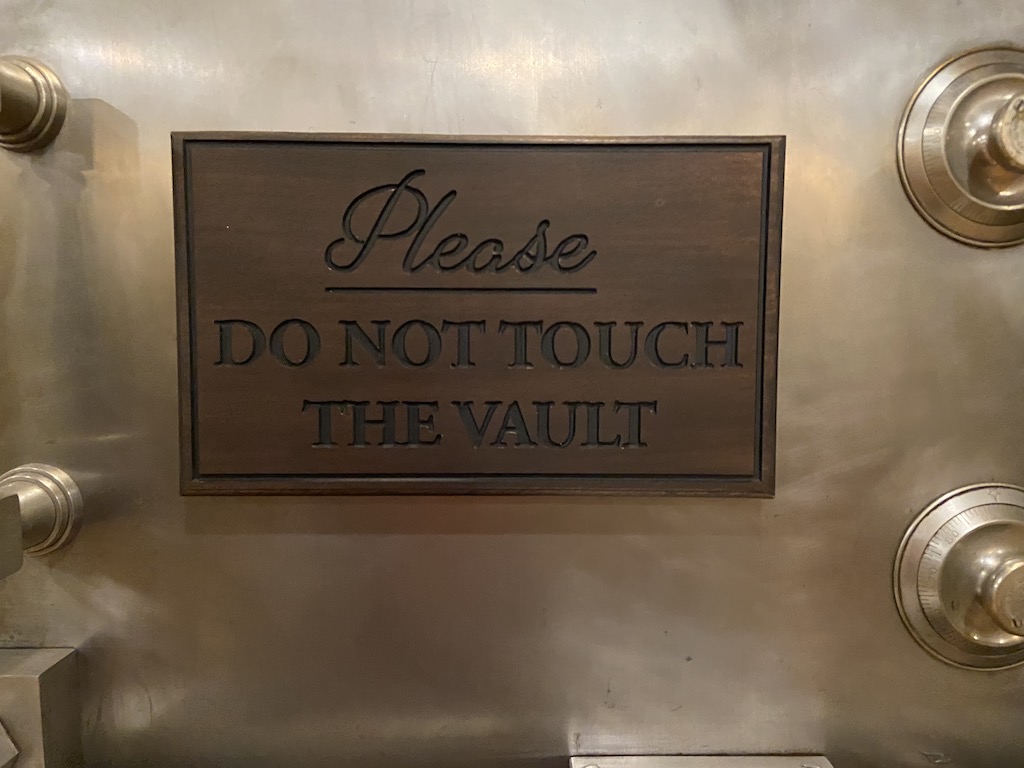 Please
DO NOT TOUCH
THE VAULT